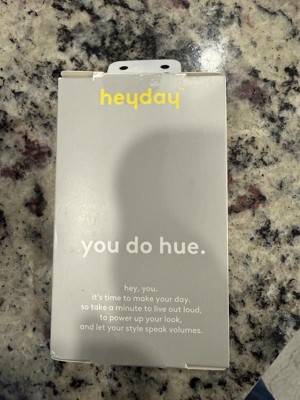 heyday
you do hue.
hey, you.
it's time to make your day.
so take a minute to live out loud,
to power up your look,
and let your style speak volumes.